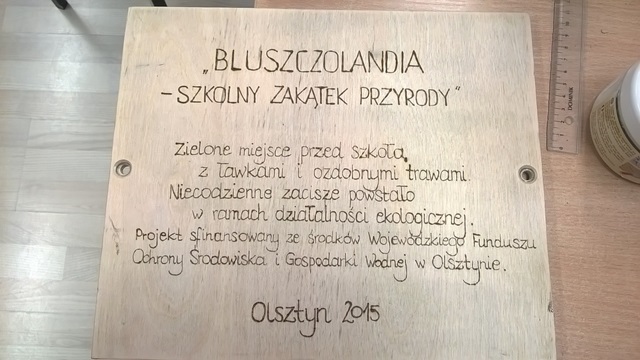 „BLUSZCZOLANDIA
- SZKOLNY ZAKĄTEK PRZYRODY"
Zielone miejsce przed szkołą,
z ławkami i ozdobnymi trawami.
Niecodzienne zacisze powstało
w ramach działalności ekologicznej.
Projekt sfinansowany ze środków Wojewódzkiego Funduszu
Ochrony Środowiska i Gospodarki Wodnej w Olsztynie.
Olsztyn 2015